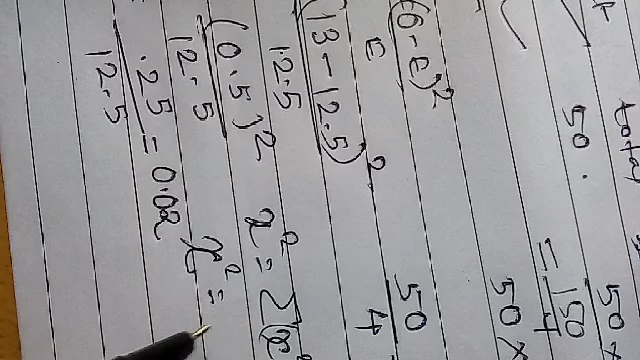 total
50.
50 ×
= 150/4
50 ×
50/4
(O-E)²
E
(13-12.5)²
12.5
(0.5)²
12.5
.25 = 0.02
12.5
χ² = Σ(O
χ² =